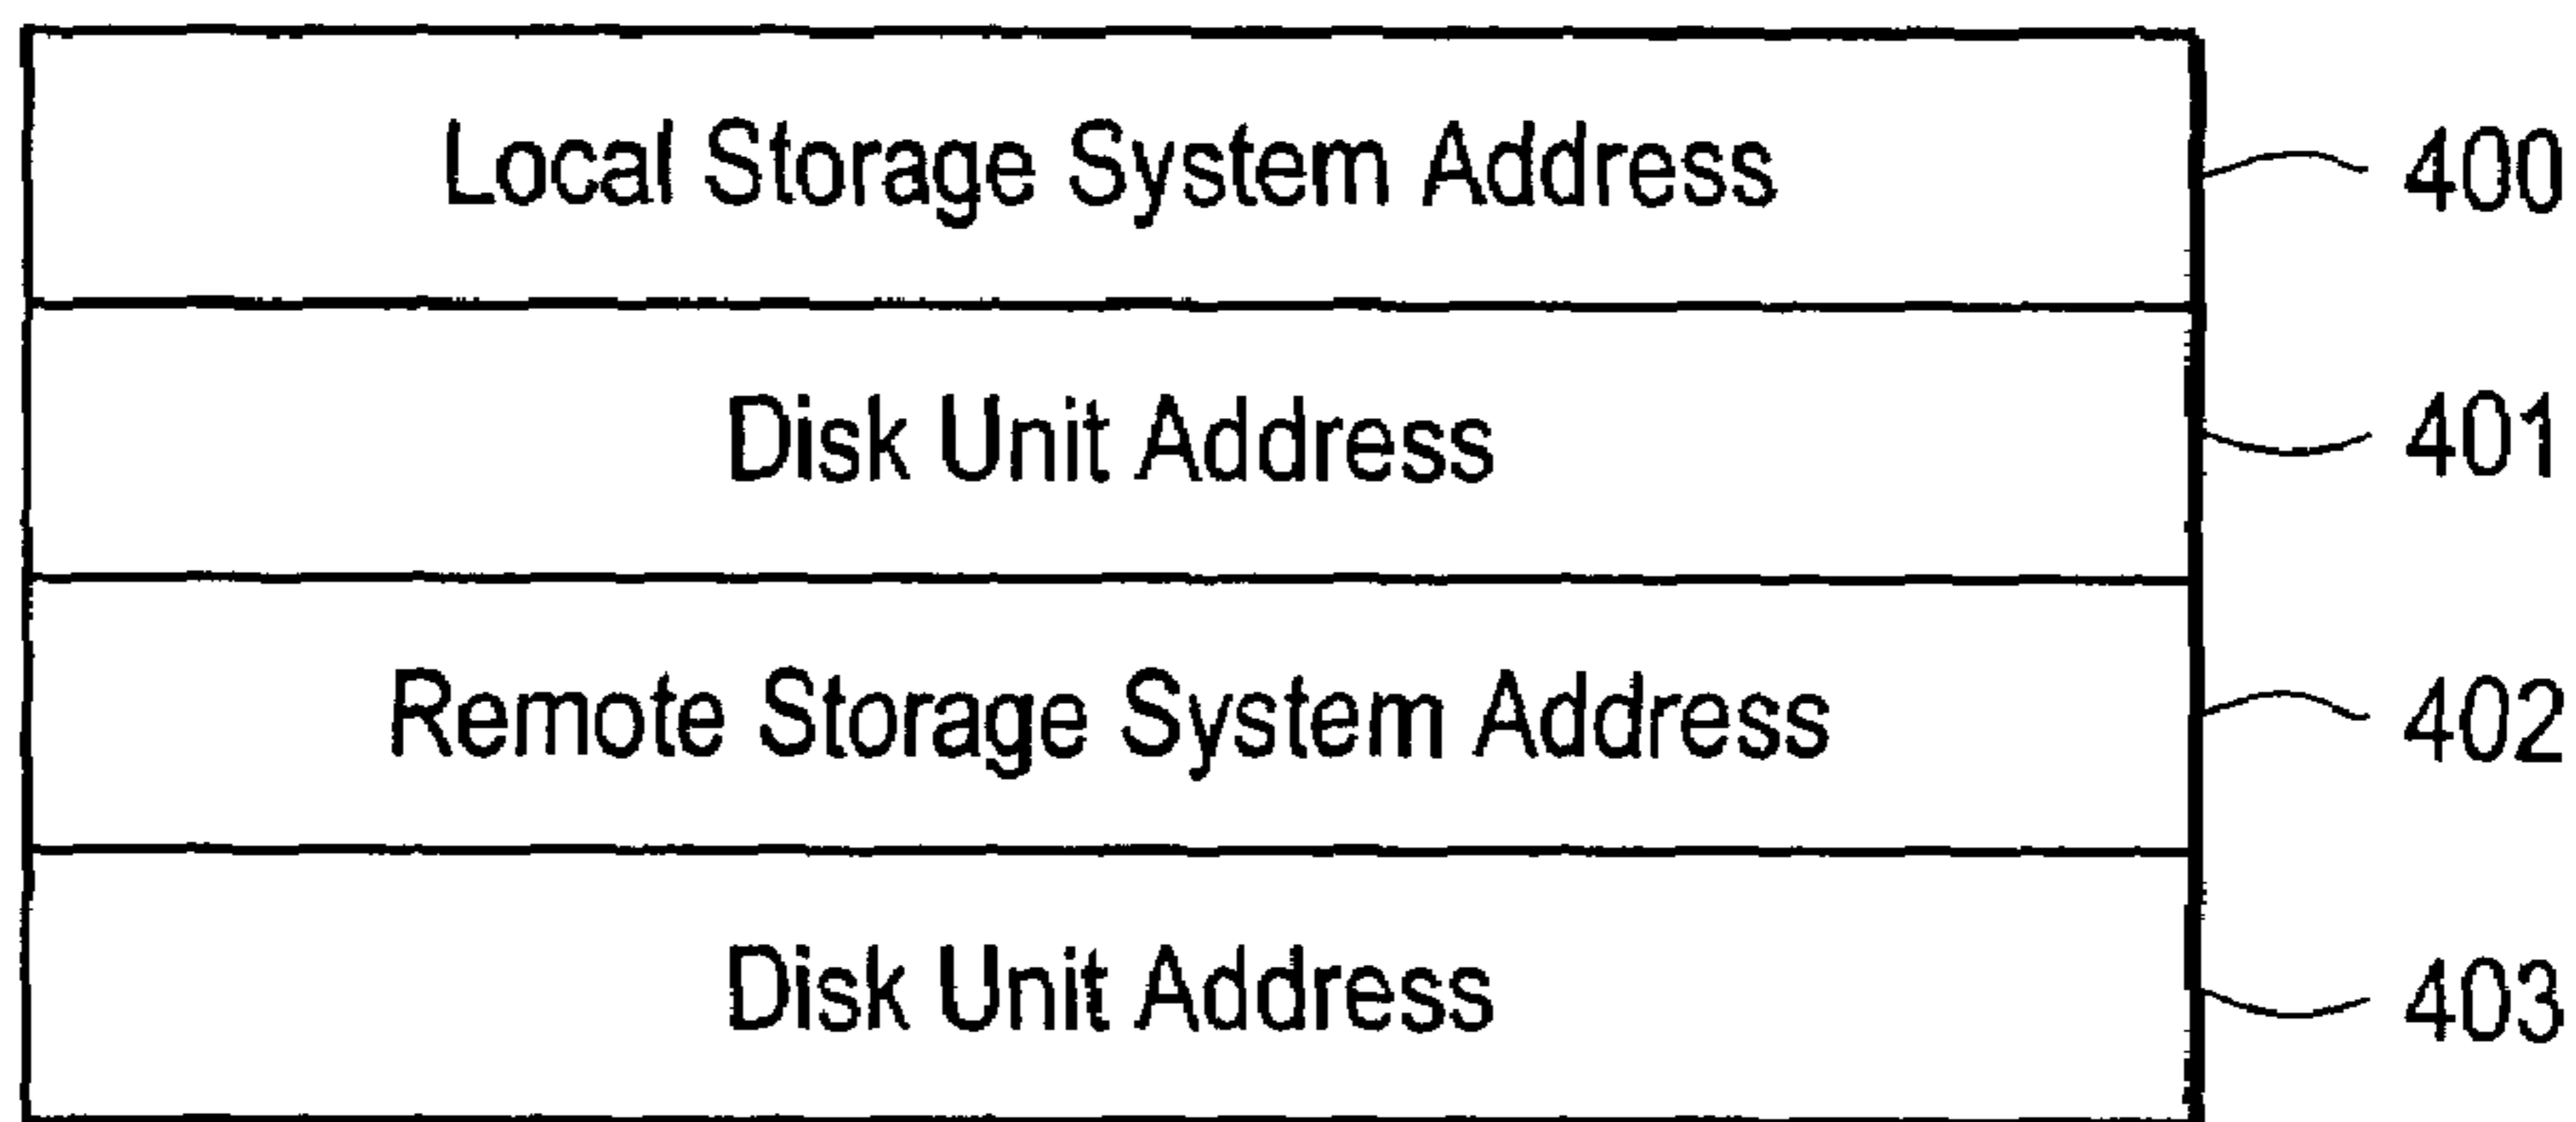 Local Storage System Address 400
Disk Unit Address 401
Remote Storage System Address 402
Disk Unit Address 403